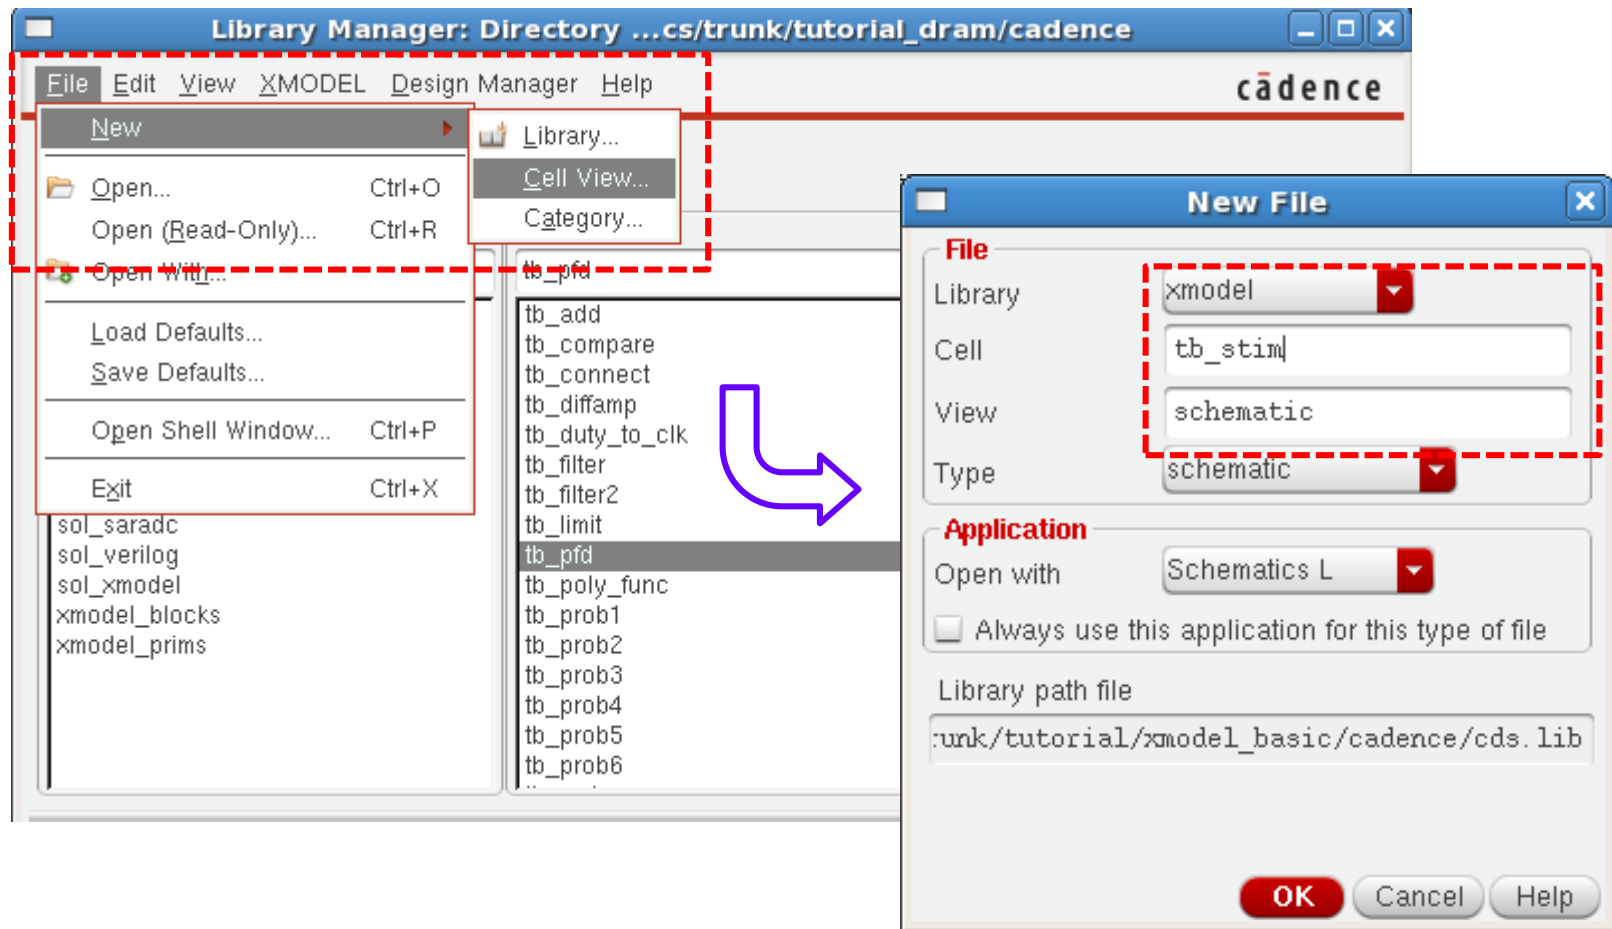 Library Manager: Directory ...cs/trunk/tutorial_dram/cadence
File Edit View XMODEL Design Manager Help
cādence
New
Library...
Cell View...
Category...
Open... Ctrl+O
Open (Read-Only)... Ctrl+R
Open With...
Load Defaults...
Save Defaults...
Open Shell Window... Ctrl+P
Exit Ctrl+X
sol_saradc
sol_verilog
sol_xmodel
xmodel_blocks
xmodel_prims
tb_pfd
tb_add
tb_compare
tb_connect
tb_diffamp
tb_duty_to_clk
tb_filter
tb_filter2
tb_limit
tb_pfd
tb_poly_func
tb_prob1
tb_prob2
tb_prob3
tb_prob4
tb_prob5
tb_prob6
New File
File
Library xmodel
Cell tb_stim
View schematic
Type schematic
Application
Open with Schematics L
Always use this application for this type of file
Library path file
runk/tutorial/xmodel_basic/cadence/cds.lib
OK Cancel Help